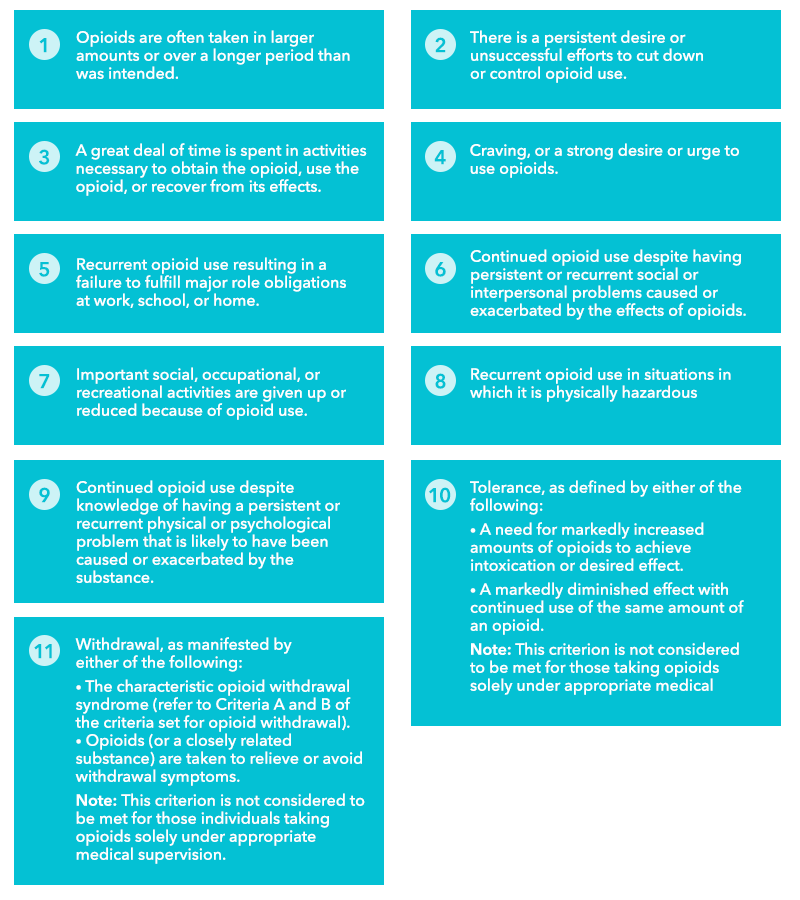 1
Opioids are often taken in larger
amounts or over a longer period than
was intended.
2
There is a persistent desire or
unsuccessful efforts to cut down
or control opioid use.
3
A great deal of time is spent in activities
necessary to obtain the opioid, use the
opioid, or recover from its effects.
4
Craving, or a strong desire or urge to
use opioids.
5
Recurrent opioid use resulting in a
failure to fulfill major role obligations
at work, school, or home.
6
Continued opioid use despite having
persistent or recurrent social or
interpersonal problems caused or
exacerbated by the effects of opioids.
7
Important social, occupational, or
recreational activities are given up or
reduced because of opioid use.
8
Recurrent opioid use in situations in
which it is physically hazardous
9
Continued opioid use despite
knowledge of having a persistent or
recurrent physical or psychological
problem that is likely to have been
caused or exacerbated by the
substance.
10
Tolerance, as defined by either of the
following:
• A need for markedly increased
amounts of opioids to achieve
intoxication or desired effect.
• A markedly diminished effect with
continued use of the same amount of
an opioid.
Note: This criterion is not considered
to be met for those taking opioids
solely under appropriate medical
11
Withdrawal, as manifested by
either of the following:
• The characteristic opioid withdrawal
syndrome (refer to Criteria A and B of
the criteria set for opioid withdrawal).
• Opioids (or a closely related
substance) are taken to relieve or avoid
withdrawal symptoms.
Note: This criterion is not considered to
be met for those individuals taking
opioids solely under appropriate
medical supervision.